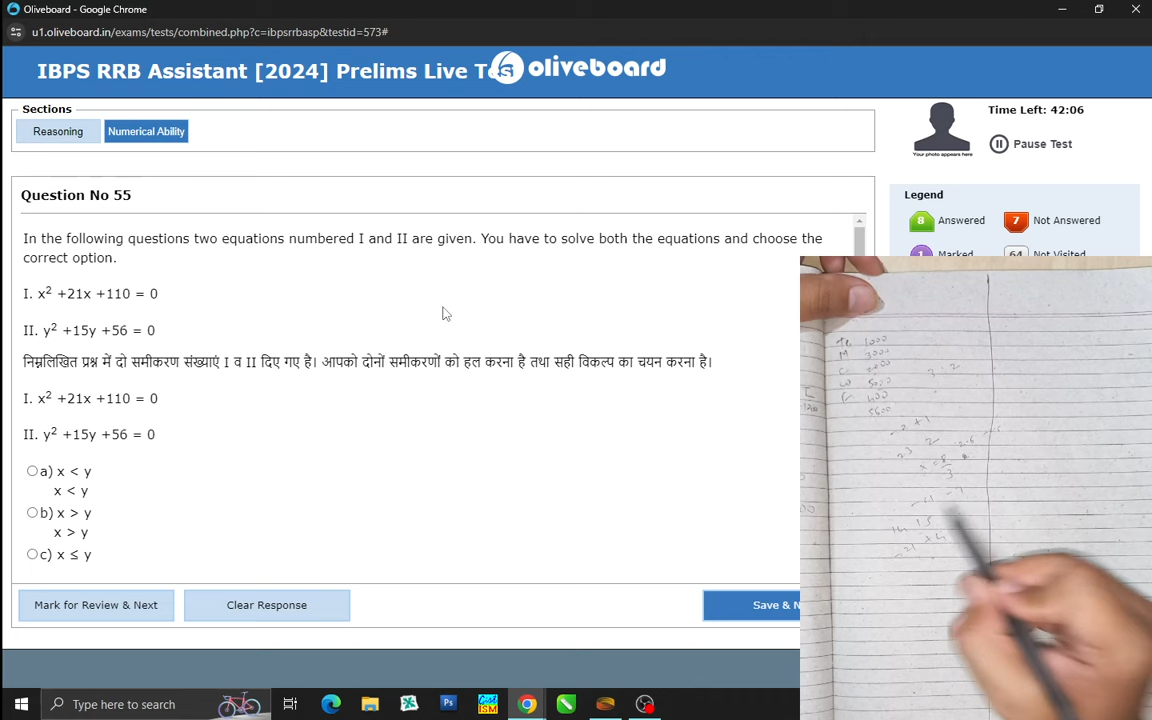 Oliveboard - Google Chrome
u1.oliveboard.in/exams/tests/combined.php?c=ibpsrrbasp&testid=573#
IBPS RRB Assistant [2024] Prelims Live
oliveboard
Sections
Reasoning
Numerical Ability
Time Left: 42:06
Your photo appears here
Pause Test
Question No 55
Legend
8 Answered
7 Not Answered
1 Marked
64 Not Visited
In the following questions two equations numbered I and II are given. You have to solve both the equations and choose the
correct option.
I. x² +21x +110 = 0
II. y² +15y +56 = 0
निम्नलिखित प्रश्न में दो समीकरण संख्याएं I व II दिए गए है। आपको दोनों समीकरणों को हल करना है तथा सही विकल्प का चयन करना है।
I. x² +21x +110 = 0
II. y² +15y +56 = 0
a) x < y
x < y
b) x > y
x > y
c) x ≤ y
Mark for Review & Next
Clear Response
Save & N
1000
M 3000
5600
Type here to search